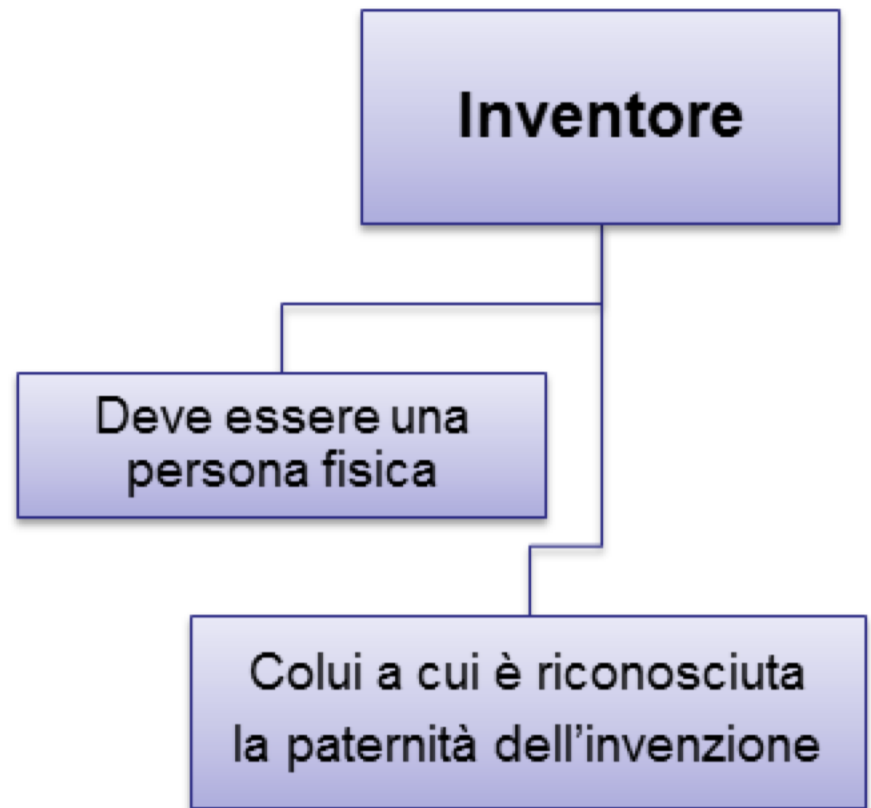 Inventore
Deve essere una
persona fisica
Colui a cui è riconosciuta
la paternità dell’invenzione